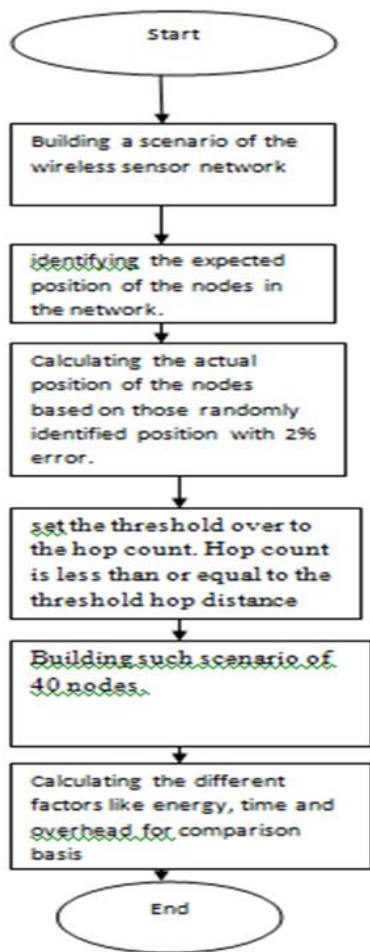 Start
Building a scenario of the
wireless sensor network
identifying the expected
position of the nodes in
the network.
Calculating the actual
position of the nodes
based on those randomly
identified position with 2%
error.
set the threshold over to
the hop count. Hop count
is less than or equal to the
threshold hop distance
Building such scenario of
40 nodes.
Calculating the different
factors like energy, time and
overhead for comparison
basis
End